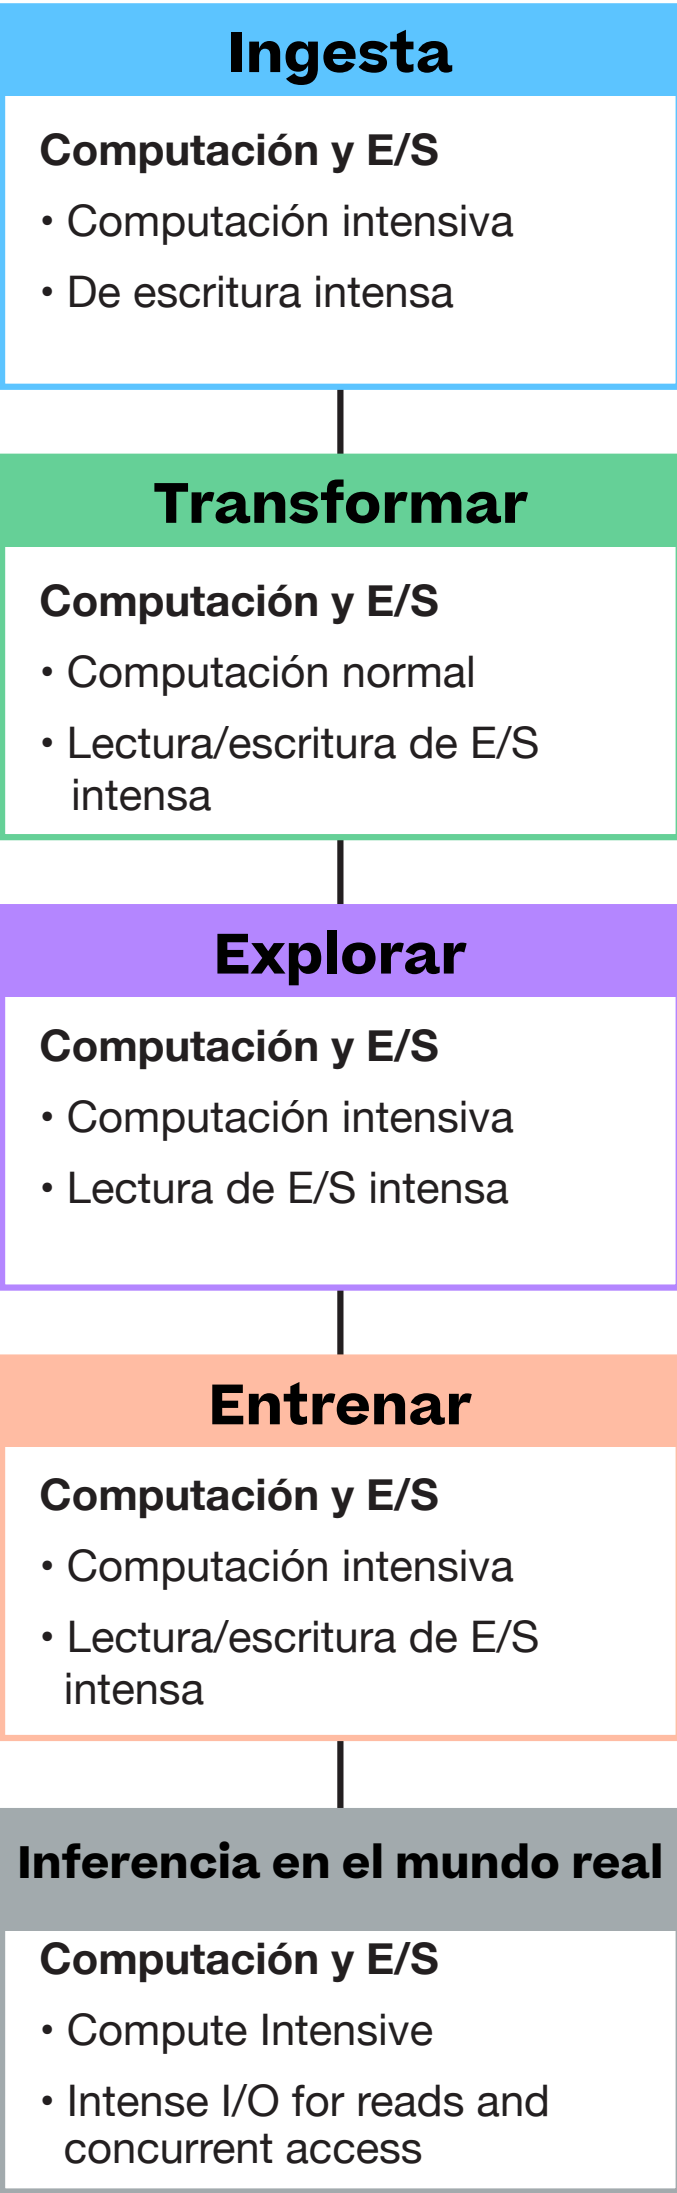 Ingesta
Computación y E/S
• Computación intensiva
• De escritura intensa
Transformar
Computación y E/S
• Computación normal
• Lectura/escritura de E/S
intensa
Explorar
Computación y E/S
• Computación intensiva
• Lectura de E/S intensa
Entrenar
Computación y E/S
• Computación intensiva
• Lectura/escritura de E/S
intensa
Inferencia en el mundo real
Computación y E/S
• Compute Intensive
• Intense I/O for reads and
concurrent access